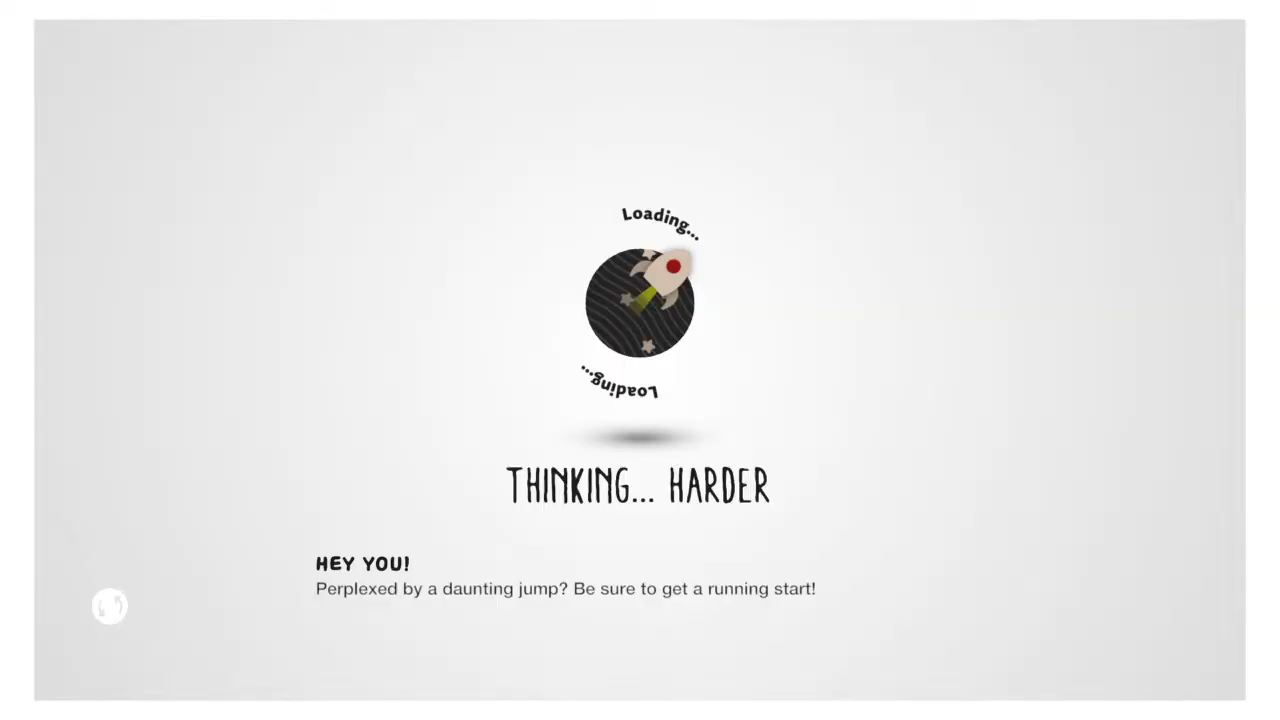 Loading...
Loading...
THINKING... HARDER
HEY YOU!
Perplexed by a daunting jump? Be sure to get a running start!